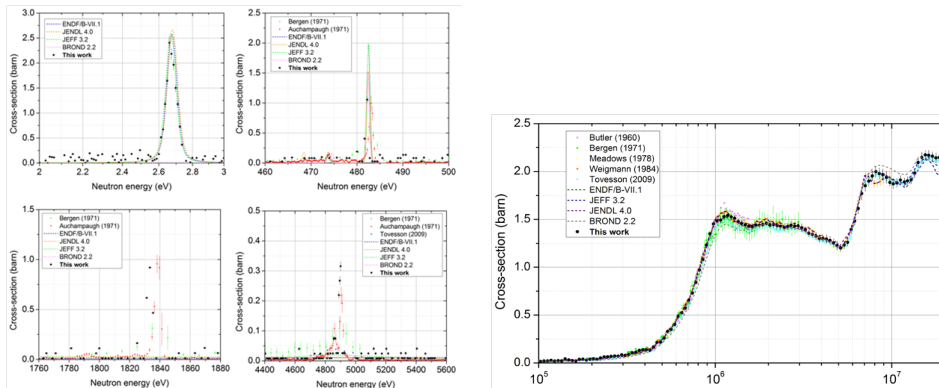 3.0
ENDF/B-VII.1
JENDL 4.0
JEFF 3.2
BROND 2.2
This work
2.5
2.0
1.5
1.0
0.5
0.0
Cross-section (barn)
2 2.2 2.4 2.6 2.8 3
Neutron energy (eV)
2.5
Bergen (1971)
Auchampaugh (1971)
ENDF/B-VII.1
JENDL 4.0
JEFF 3.2
BROND 2.2
This work
2.0
1.5
1.0
0.5
0.0
Cross-section (barn)
460 470 480 490 500
Neutron energy (eV)
1.5
Bergen (1971)
Auchampaugh (1971)
ENDF/B-VII.1
JENDL 4.0
JEFF 3.2
BROND 2.2
This work
1.0
0.5
0.0
Cross-section (barn)
1760 1780 1800 1820 1840 1860 1880
Neutron energy (eV)
0.5
Bergen (1971)
Auchampaugh (1971)
Tovesson (2009)
ENDF/B-VII.1
JENDL 4.0
JEFF 3.2
BROND 2.2
This work
0.4
0.3
0.2
0.1
0.0
Cross-section (barn)
4400 4600 4800 5000 5200 5400 5600
Neutron energy (eV)
2.5
Butler (1960)
Bergen (1971)
Meadows (1978)
Weigmann (1984)
Tovesson (2009)
ENDF/B-VII.1
JEFF 3.2
JENDL 4.0
BROND 2.2
This work
2.0
1.5
1.0
0.5
0.0
Cross-section (barn)
10⁵ 10⁶ 10⁷
Neutron energy (eV)